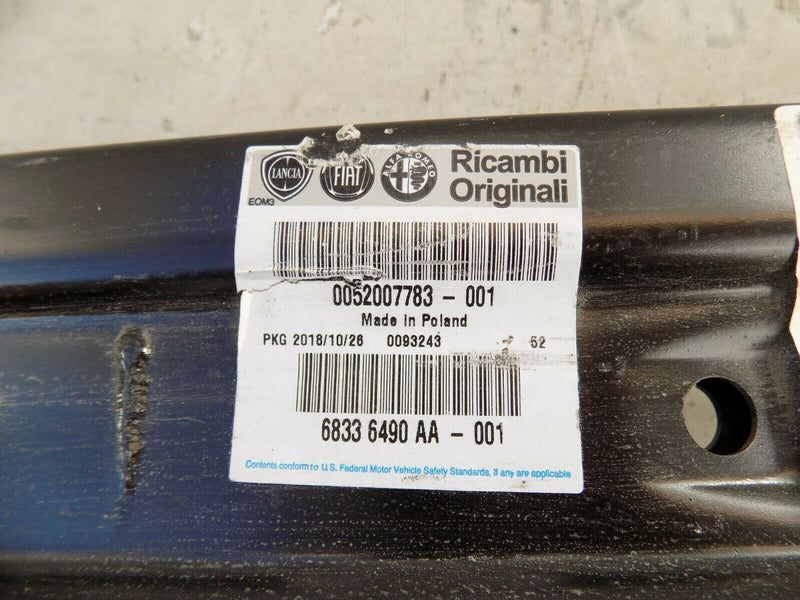 LANCIA FIAT ALFA ROMEO Ricambi
Originali
EOM3
0052007783 - 001
Made in Poland
PKG 2018/10/26 0093243 52
6833 6490 AA - 001
Contents conform to U.S. Federal Motor Vehicle Safety Standards, if any are applicable